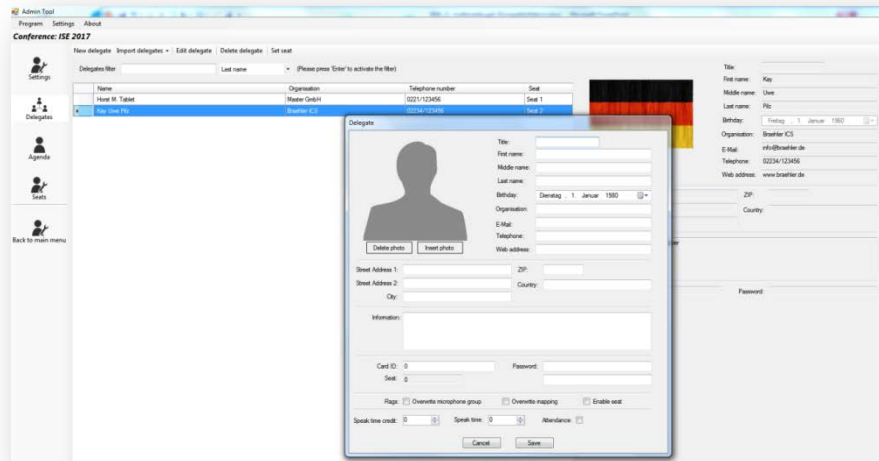 Admin Tool
Program Settings About
Conference: ISE 2017
New delegate Import delegates Edit delegate Delete delegate Set seat
Delegates filter Last name (Please press 'Enter' to activate the filter)
Name Organisation Telephone number Seat
Horst M. Tablet Master GmbH 0221/123456 Seat 1
Kay Uwe Pilz Braehler ICS 02234/123456 Seat 2
Settings
Delegates
Agenda
Seats
Back to main menu
Title:
First name: Kay
Middle name: Uwe
Last name: Pilz
Birthday: Freitag , 1. Januar 1960
Organisation: Braehler ICS
E-Mail: info@braehler.de
Telephone: 02234/123456
Web address: www.braehler.de
ZIP:
Country:
Password:
Delegate
Title:
First name:
Middle name:
Last name:
Birthday: Dienstag , 1. Januar 1980
Organisation:
E-Mail:
Telephone:
Web address:
Delete photo Insert photo
Street Address 1: ZIP:
Street Address 2: Country:
City:
Information:
Card ID: 0 Password:
Seat: 0
Flags: Overwrite microphone group Overwrite mapping Enable seat
Speak time credit: 0 Speak time: 0 Attendance:
Cancel Save